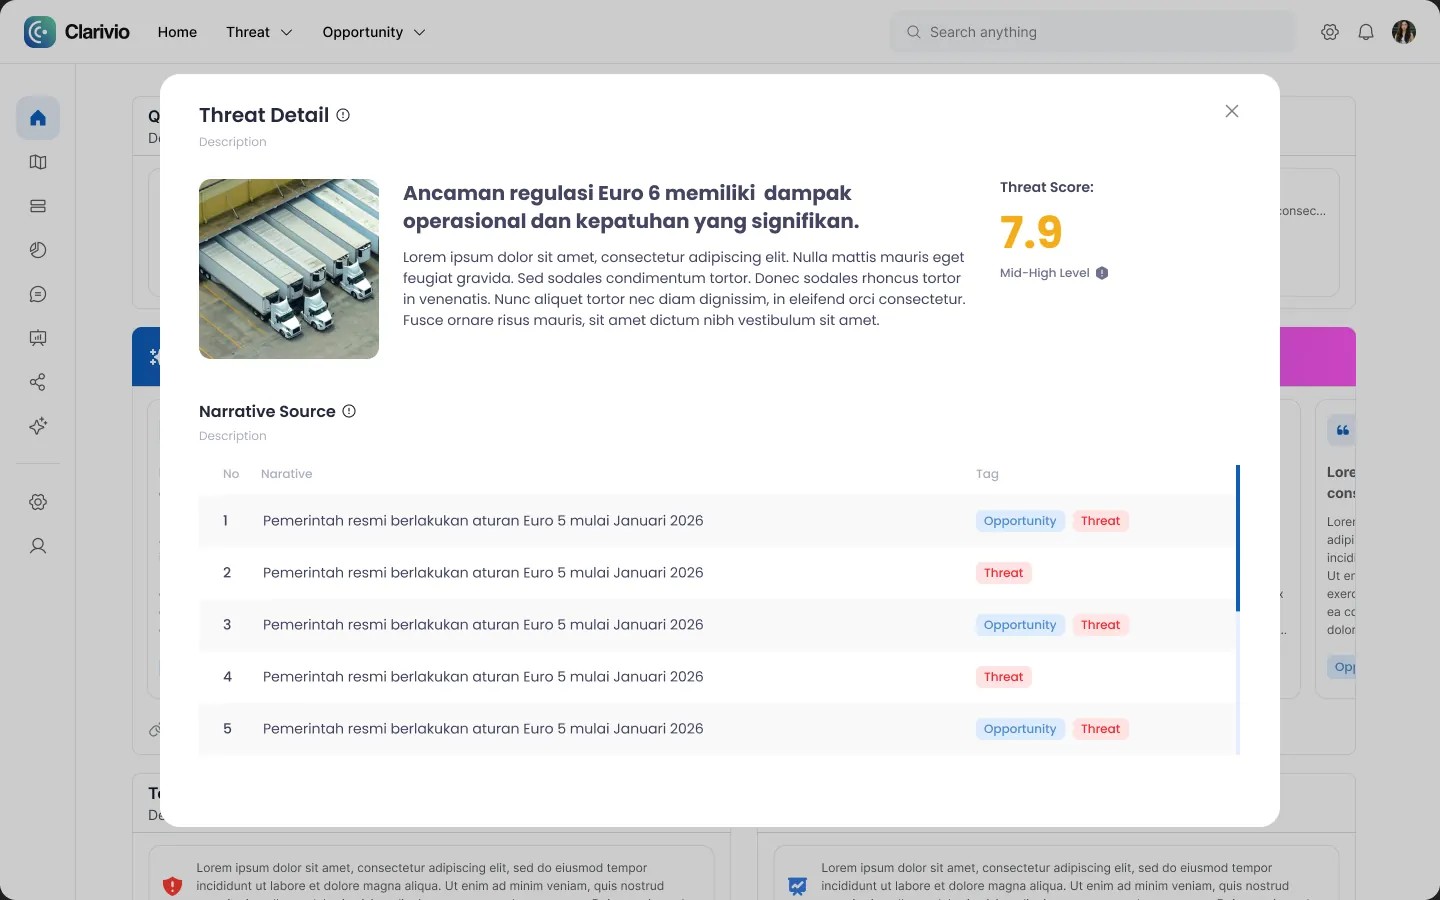 Clarivio
Home
Threat
Opportunity
Search anything
Threat Detail
Description
Ancaman regulasi Euro 6 memiliki dampak
operasional dan kepatuhan yang signifikan.
Lorem ipsum dolor sit amet, consectetur adipiscing elit. Nulla mattis mauris eget
feugiat gravida. Sed sodales condimentum tortor. Donec sodales rhoncus tortor
in venenatis. Nunc aliquet tortor nec diam dignissim, in eleifend orci consectetur.
Fusce ornare risus mauris, sit amet dictum nibh vestibulum sit amet.
Threat Score:
7.9
Mid-High Level
Narrative Source
Description
No Narative Tag
1 Pemerintah resmi berlakukan aturan Euro 5 mulai Januari 2026 Opportunity Threat
2 Pemerintah resmi berlakukan aturan Euro 5 mulai Januari 2026 Threat
3 Pemerintah resmi berlakukan aturan Euro 5 mulai Januari 2026 Opportunity Threat
4 Pemerintah resmi berlakukan aturan Euro 5 mulai Januari 2026 Threat
5 Pemerintah resmi berlakukan aturan Euro 5 mulai Januari 2026 Opportunity Threat
consec...
Lorem ipsum dolor sit amet, consectetur adipiscing elit, sed do eiusmod tempor
incididunt ut labore et dolore magna aliqua. Ut enim ad minim veniam, quis nostrud
Lorem ipsum dolor sit amet, consectetur adipiscing elit, sed do eiusmod tempor
incididunt ut labore et dolore magna aliqua. Ut enim ad minim veniam, quis nostrud